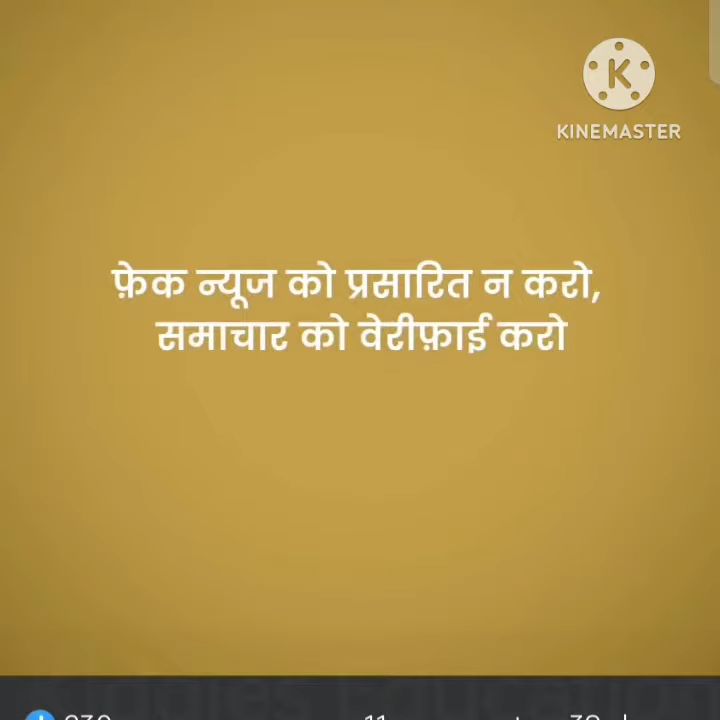 KINEMASTER
फ़ेक न्यूज को प्रसारित न करो,
समाचार को वेरीफ़ाई करो